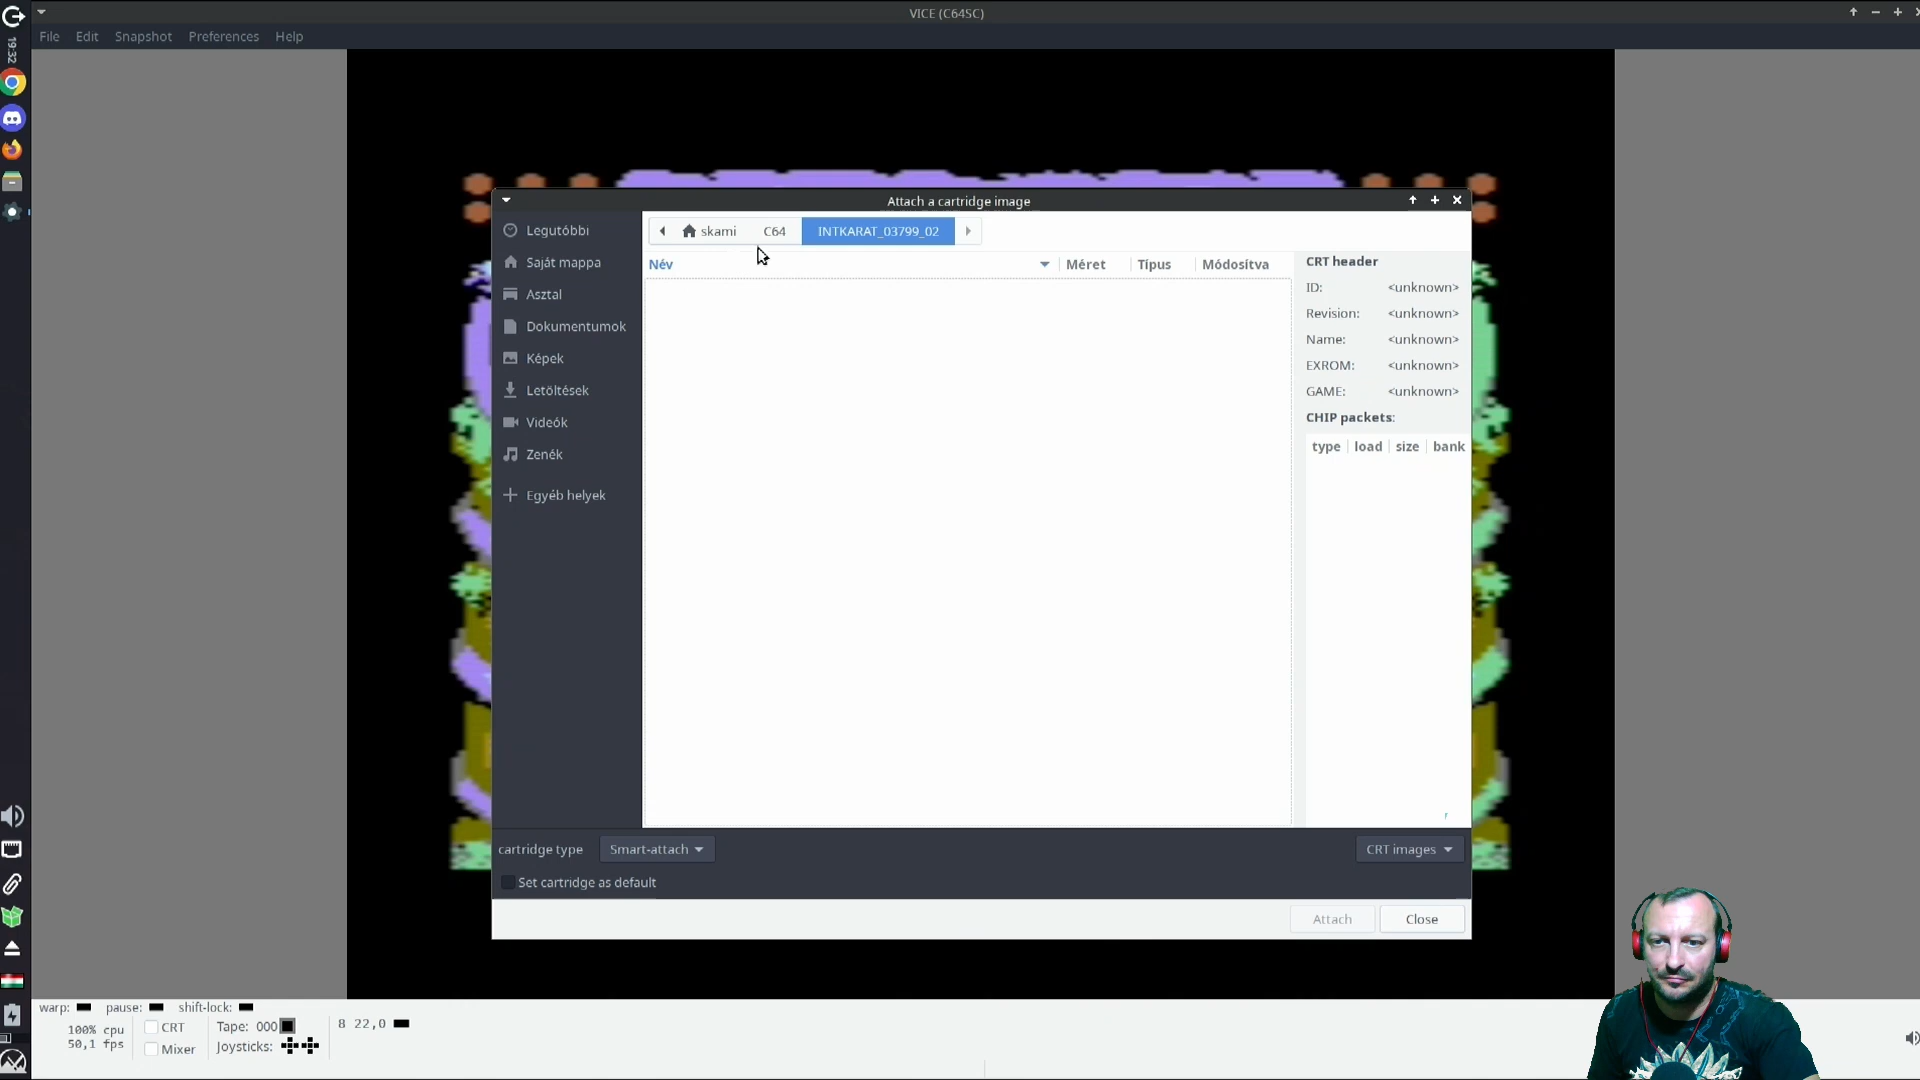 VICE (C64SC)
File Edit Snapshot Preferences Help
19:32
Attach a cartridge image
skami C64 INTKARAT_03799_02
Legutóbbi
Saját mappa
Asztal
Dokumentumok
Képek
Letöltések
Videók
Zenék
Egyéb helyek
Név Méret Típus Módosítva
CRT header
ID: <unknown>
Revision: <unknown>
Name: <unknown>
EXROM: <unknown>
GAME: <unknown>
CHIP packets:
type load size bank
cartridge type Smart-attach CRT images
Set cartridge as default
Attach Close
warp: pause: shift-lock:
100% cpu CRT Tape: 000 8 22,0
50,1 fps Mixer Joysticks: